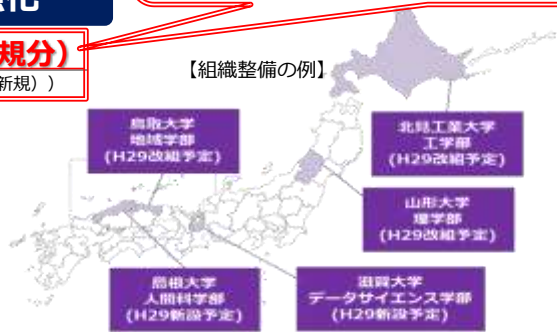 規分）
新規））
【組織整備の例】
鳥取大学
地域学部
(H29改組予定)
北見工業大学
工学部
(H29改組予定)
山形大学
理学部
(H29改組予定)
島根大学
人間科学部
(H29新設予定)
滋賀大学
データサイエンス学部
(H29新設予定)